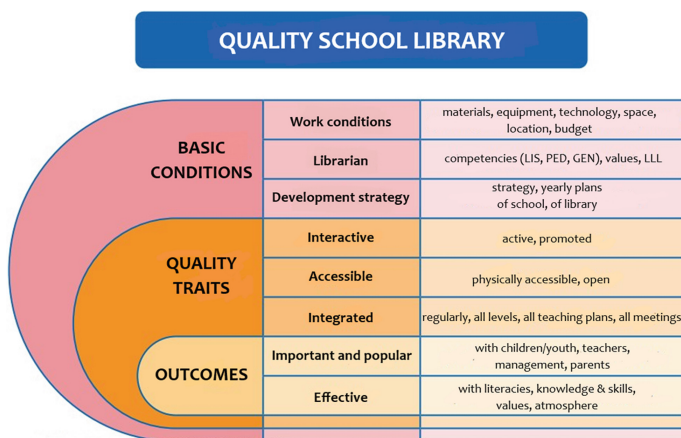 QUALITY SCHOOL LIBRARY
BASIC
CONDITIONS
Work conditions
materials, equipment, technology, space,
location, budget
Librarian
competencies (LIS, PED, GEN), values, LLL
Development strategy
strategy, yearly plans
of school, of library
QUALITY
TRAITS
Interactive
active, promoted
Accessible
physically accessible, open
Integrated
regularly, all levels, all teaching plans, all meetings
OUTCOMES
Important and popular
with children/youth, teachers,
management, parents
Effective
with literacies, knowledge & skills,
values, atmosphere